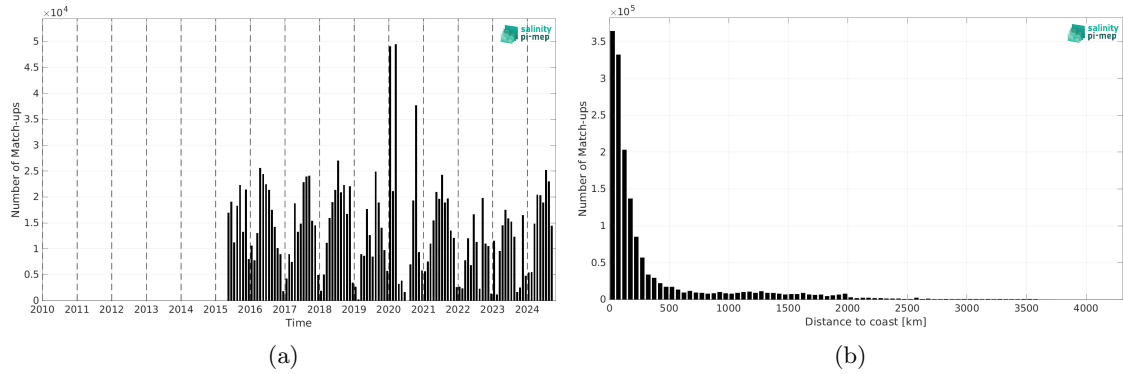 ×10⁴
salinity
pi-mep
5
4.5
4
3.5
3
2.5
2
1.5
1
0.5
0
Number of Match-ups
2010 2011 2012 2013 2014 2015 2016 2017 2018 2019 2020 2021 2022 2023 2024
Time
(a)
×10⁵
salinity
pi-mep
3.5
3
2.5
2
1.5
1
0.5
0
Number of Match-ups
0 500 1000 1500 2000 2500 3000 3500 4000
Distance to coast [km]
(b)